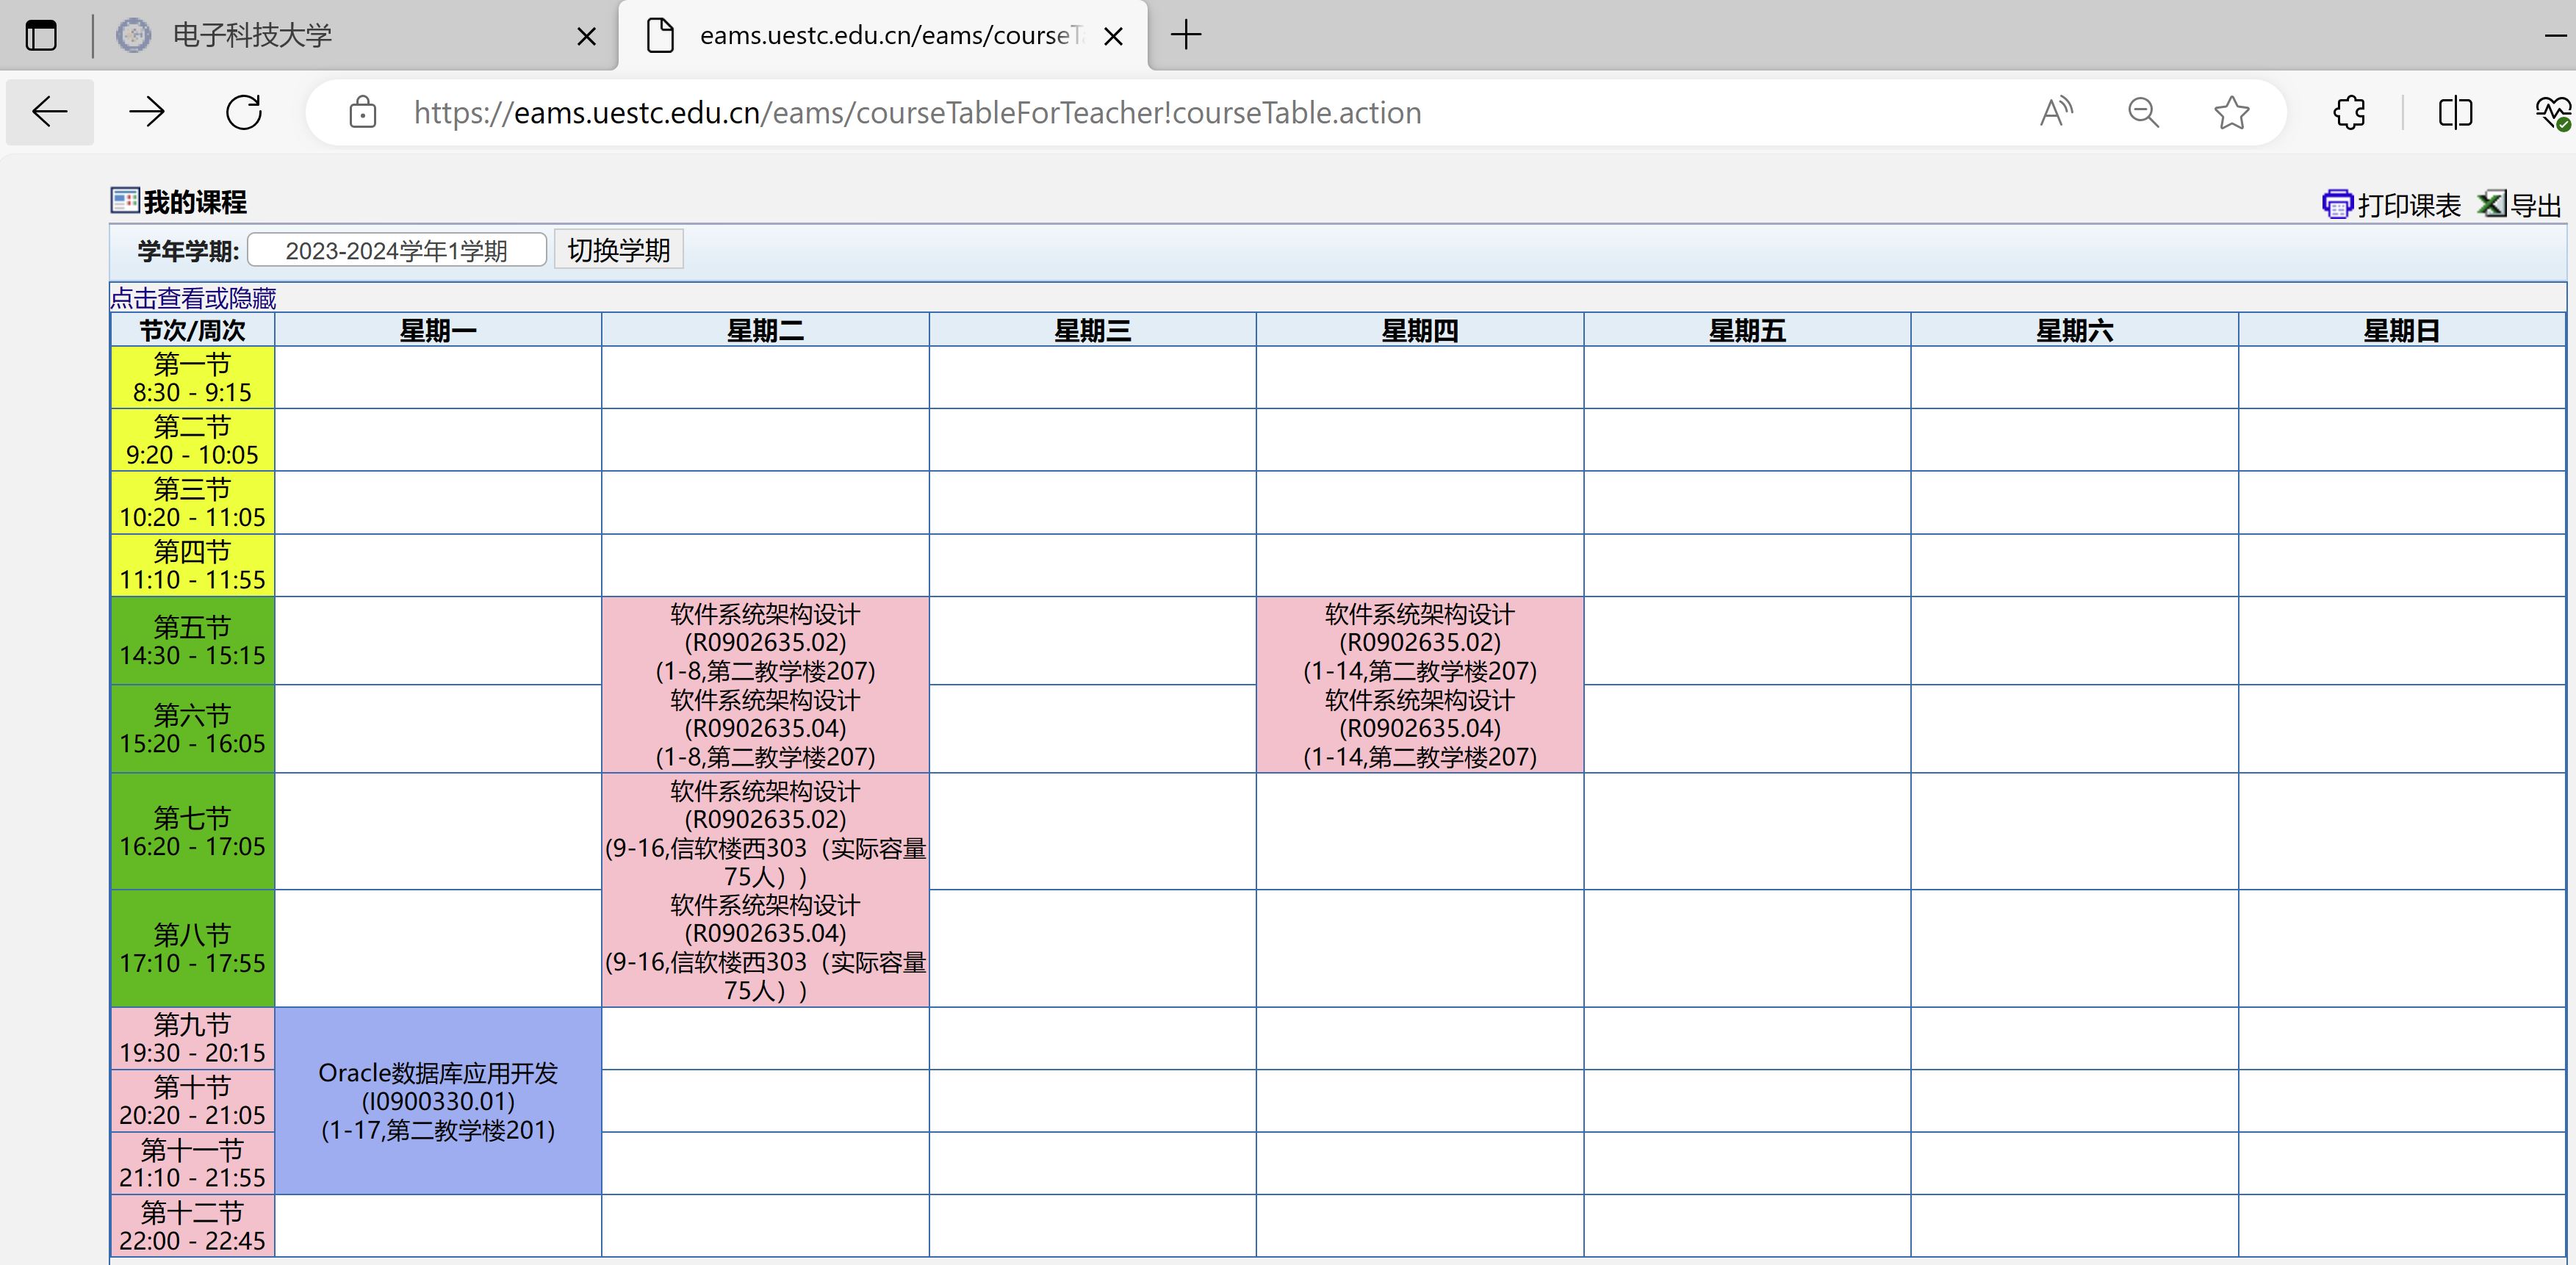 电子科技大学
eams.uestc.edu.cn/eams/courseT
https://eams.uestc.edu.cn/eams/courseTableForTeacher!courseTable.action
我的课程
打印课表 导出
学年学期: 2023-2024学年1学期 切换学期
点击查看或隐藏
节次/周次 星期一 星期二 星期三 星期四 星期五 星期六 星期日
第一节
8:30 - 9:15
第二节
9:20 - 10:05
第三节
10:20 - 11:05
第四节
11:10 - 11:55
第五节
14:30 - 15:15
软件系统架构设计
(R0902635.02)
(1-8,第二教学楼207)
软件系统架构设计
(R0902635.04)
(1-8,第二教学楼207)
软件系统架构设计
(R0902635.02)
(1-14,第二教学楼207)
软件系统架构设计
(R0902635.04)
(1-14,第二教学楼207)
第六节
15:20 - 16:05
第七节
16:20 - 17:05
软件系统架构设计
(R0902635.02)
(9-16,信软楼西303（实际容量
75人）)
软件系统架构设计
(R0902635.04)
(9-16,信软楼西303（实际容量
75人）)
第八节
17:10 - 17:55
第九节
19:30 - 20:15
Oracle数据库应用开发
(I0900330.01)
(1-17,第二教学楼201)
第十节
20:20 - 21:05
第十一节
21:10 - 21:55
第十二节
22:00 - 22:45